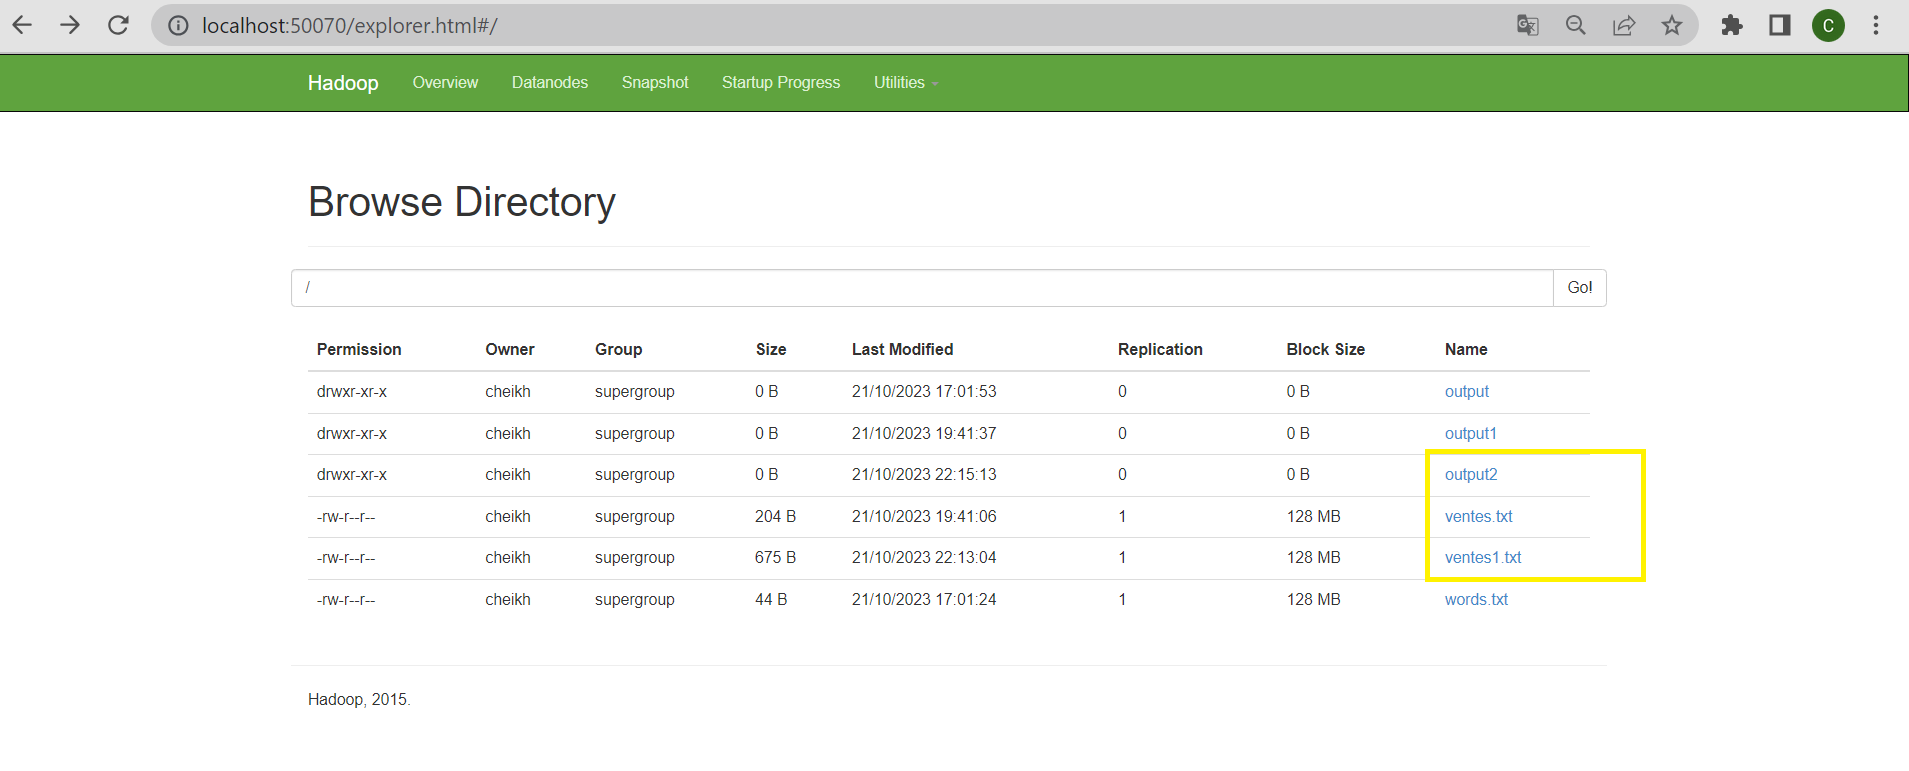 localhost:50070/explorer.html#/
C
Hadoop Overview Datanodes Snapshot Startup Progress Utilities
Browse Directory
/ Go!
Permission Owner Group Size Last Modified Replication Block Size Name
drwxr-xr-x cheikh supergroup 0 B 21/10/2023 17:01:53 0 0 B output
drwxr-xr-x cheikh supergroup 0 B 21/10/2023 19:41:37 0 0 B output1
drwxr-xr-x cheikh supergroup 0 B 21/10/2023 22:15:13 0 0 B output2
-rw-r--r-- cheikh supergroup 204 B 21/10/2023 19:41:06 1 128 MB ventes.txt
-rw-r--r-- cheikh supergroup 675 B 21/10/2023 22:13:04 1 128 MB ventes1.txt
-rw-r--r-- cheikh supergroup 44 B 21/10/2023 17:01:24 1 128 MB words.txt
Hadoop, 2015.